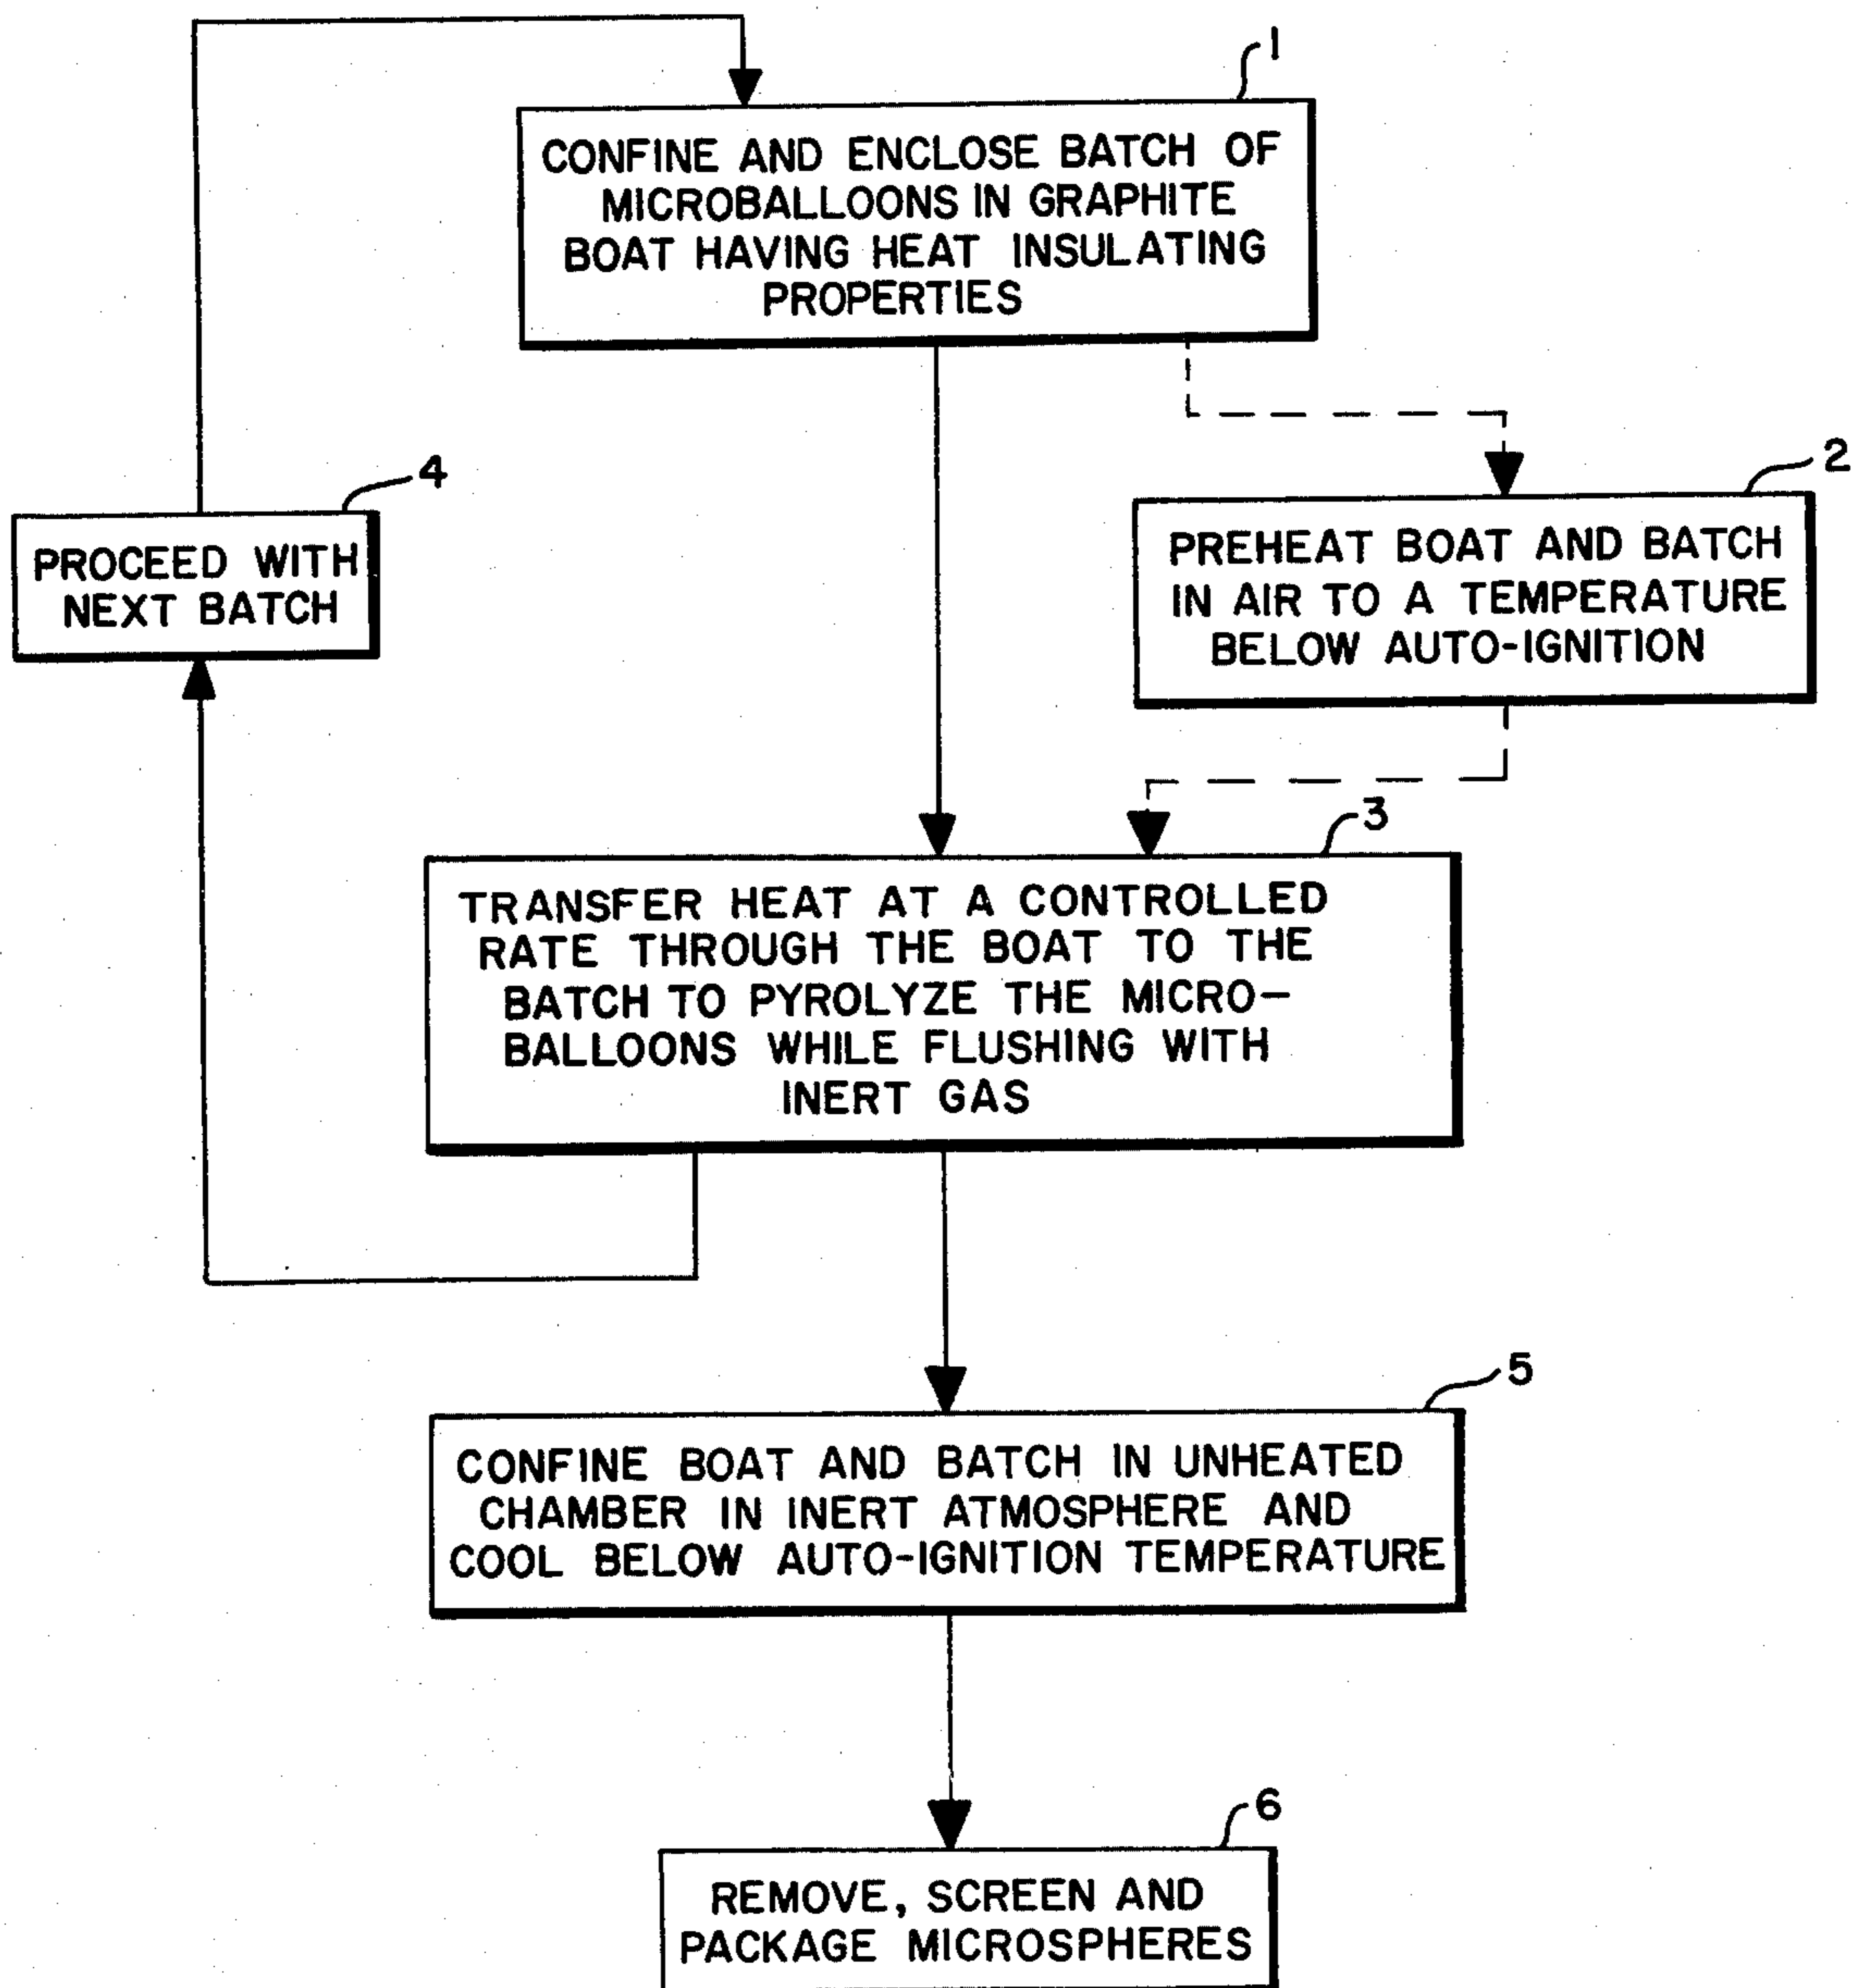 1
CONFINE AND ENCLOSE BATCH OF
MICROBALLOONS IN GRAPHITE
BOAT HAVING HEAT INSULATING
PROPERTIES
2
PREHEAT BOAT AND BATCH
IN AIR TO A TEMPERATURE
BELOW AUTO-IGNITION
4
PROCEED WITH
NEXT BATCH
3
TRANSFER HEAT AT A CONTROLLED
RATE THROUGH THE BOAT TO THE
BATCH TO PYROLYZE THE MICRO-
BALLOONS WHILE FLUSHING WITH
INERT GAS
5
CONFINE BOAT AND BATCH IN UNHEATED
CHAMBER IN INERT ATMOSPHERE AND
COOL BELOW AUTO-IGNITION TEMPERATURE
6
REMOVE, SCREEN AND
PACKAGE MICROSPHERES